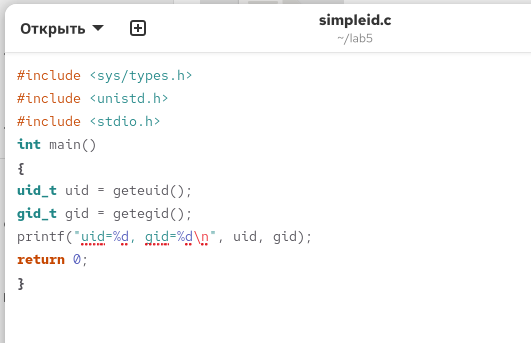 Открыть
simpleid.c
~/lab5
#include <sys/types.h>
#include <unistd.h>
#include <stdio.h>
int main()
{
uid_t uid = geteuid();
gid_t gid = getegid();
printf("uid=%d, gid=%d\n", uid, gid);
return 0;
}